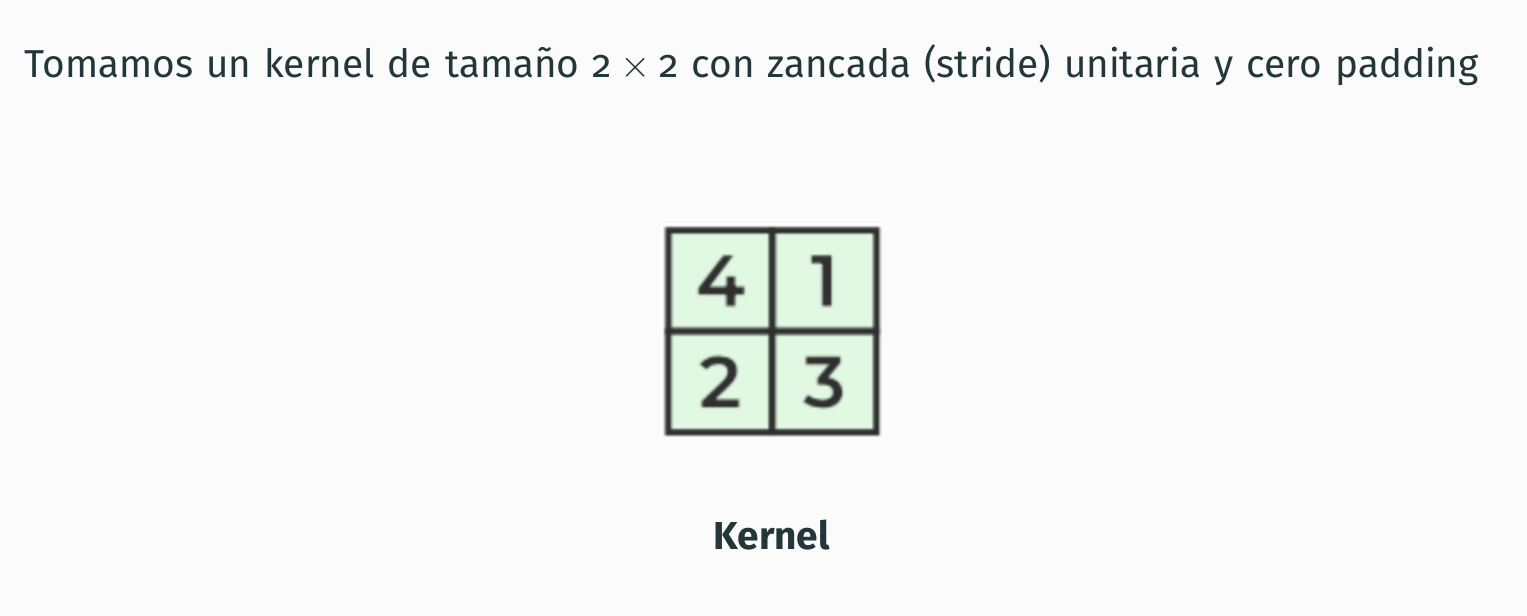 Tomamos un kernel de tamaño 2 × 2 con zancada (stride) unitaria y cero padding
4 1
2 3
Kernel